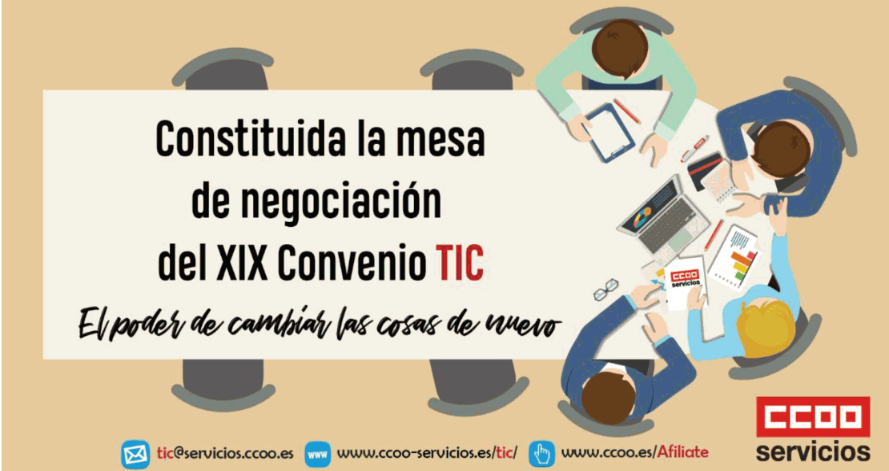 Constituida la mesa
de negociación
del XIX Convenio TIC
El poder de cambiar las cosas de nuevo
CCOO
servicios
CCOO
servicios
tic@servicios.ccoo.es www www.ccoo-servicios.es/tic/ www.ccoo.es/Afiliate